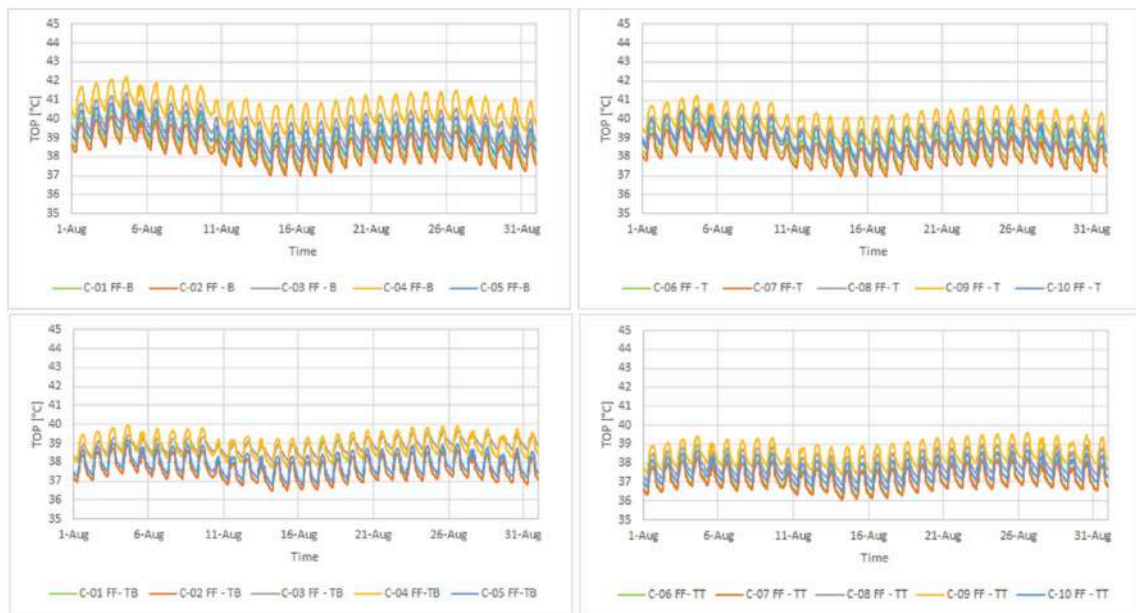 45
44
43
42
41
40
39
38
37
36
35
TOP [°C]
1-Aug 6-Aug 11-Aug 16-Aug 21-Aug 26-Aug 31-Aug
Time
C-01 FF-B C-02 FF - B C-03 FF - B C-04 FF-B C-05 FF-B
45
44
43
42
41
40
39
38
37
36
35
TOP [°C]
1-Aug 6-Aug 11-Aug 16-Aug 21-Aug 26-Aug 31-Aug
Time
C-06 FF - T C-07 FF-T C-08 FF - T C-09 FF - T C-10 FF - T
45
44
43
42
41
40
39
38
37
36
35
TOP [°C]
1-Aug 6-Aug 11-Aug 16-Aug 21-Aug 26-Aug 31-Aug
Time
C-01 FF- TB C-02 FF - TB C-03 FF - TB C-04 FF-TB C-05 FF-TB
45
44
43
42
41
40
39
38
37
36
35
TOP [°C]
1-Aug 6-Aug 11-Aug 16-Aug 21-Aug 26-Aug 31-Aug
Time
C-06 FF- TT C-07 FF- TT C-08 FF - TT C-09 FF - TT C-10 FF - TT